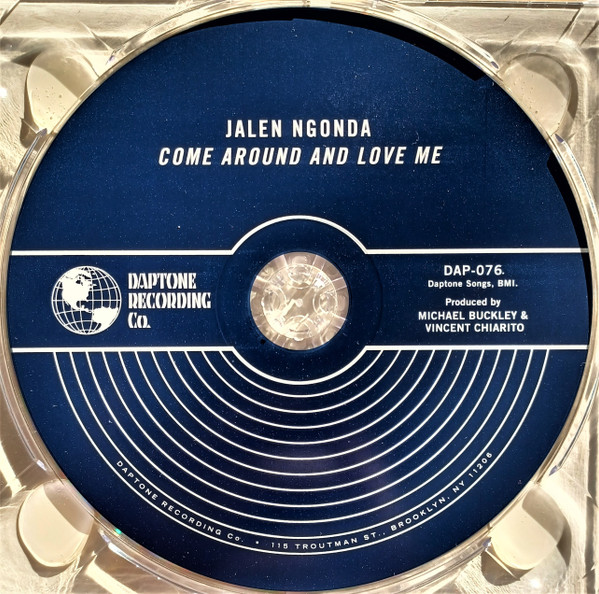 JALEN NGONDA
COME AROUND AND LOVE ME
DAPTONE
RECORDING
Co.
DAP-076.
Daptone Songs, BMI.
Produced by
MICHAEL BUCKLEY &
VINCENT CHIARITO
DAPTONE RECORDING Co. • 115 TROUTMAN ST., BROOKLYN, NY 11206